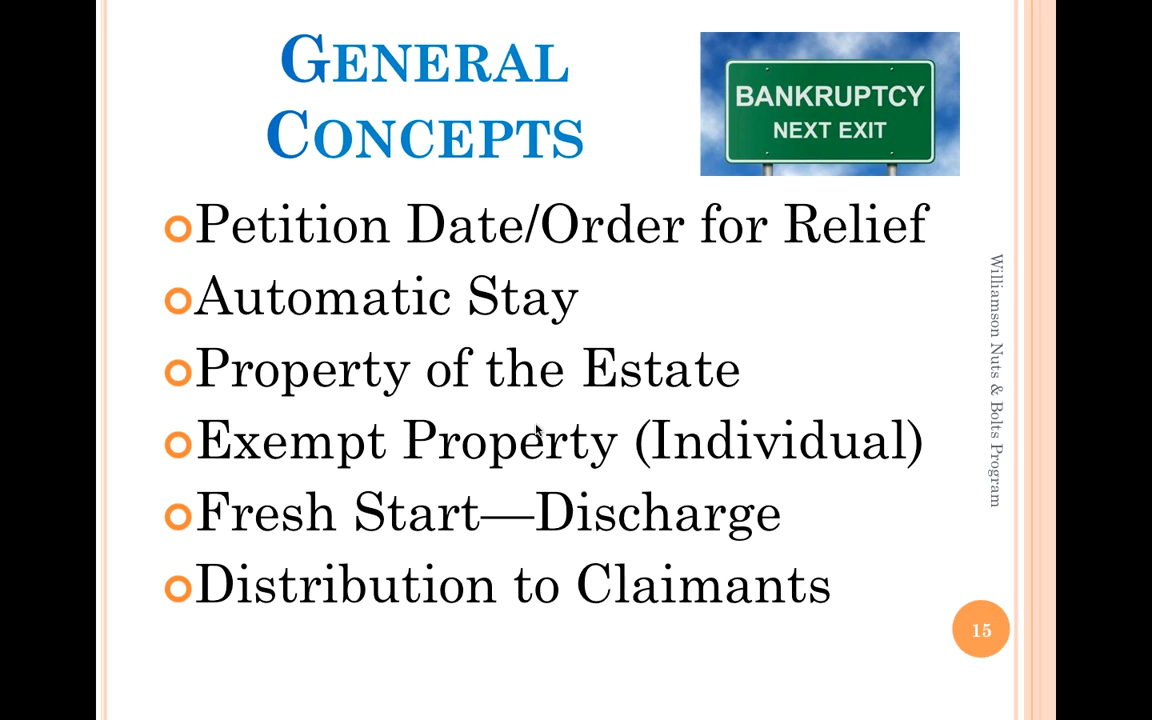 GENERAL
CONCEPTS
BANKRUPTCY
NEXT EXIT
Petition Date/Order for Relief
Automatic Stay
Property of the Estate
Exempt Property (Individual)
Fresh Start—Discharge
Distribution to Claimants
Williamson Nuts & Bolts Program
15